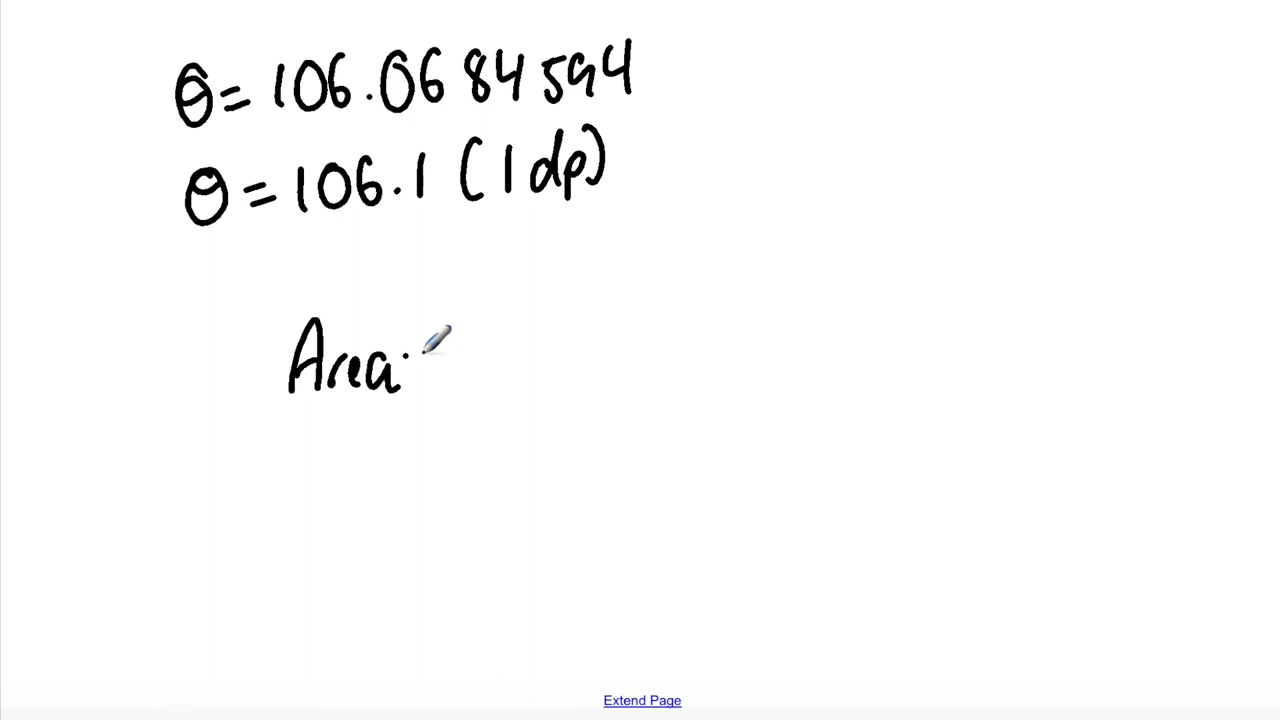 θ = 106.0684594
θ = 106.1 (1dp)
Area
Extend Page